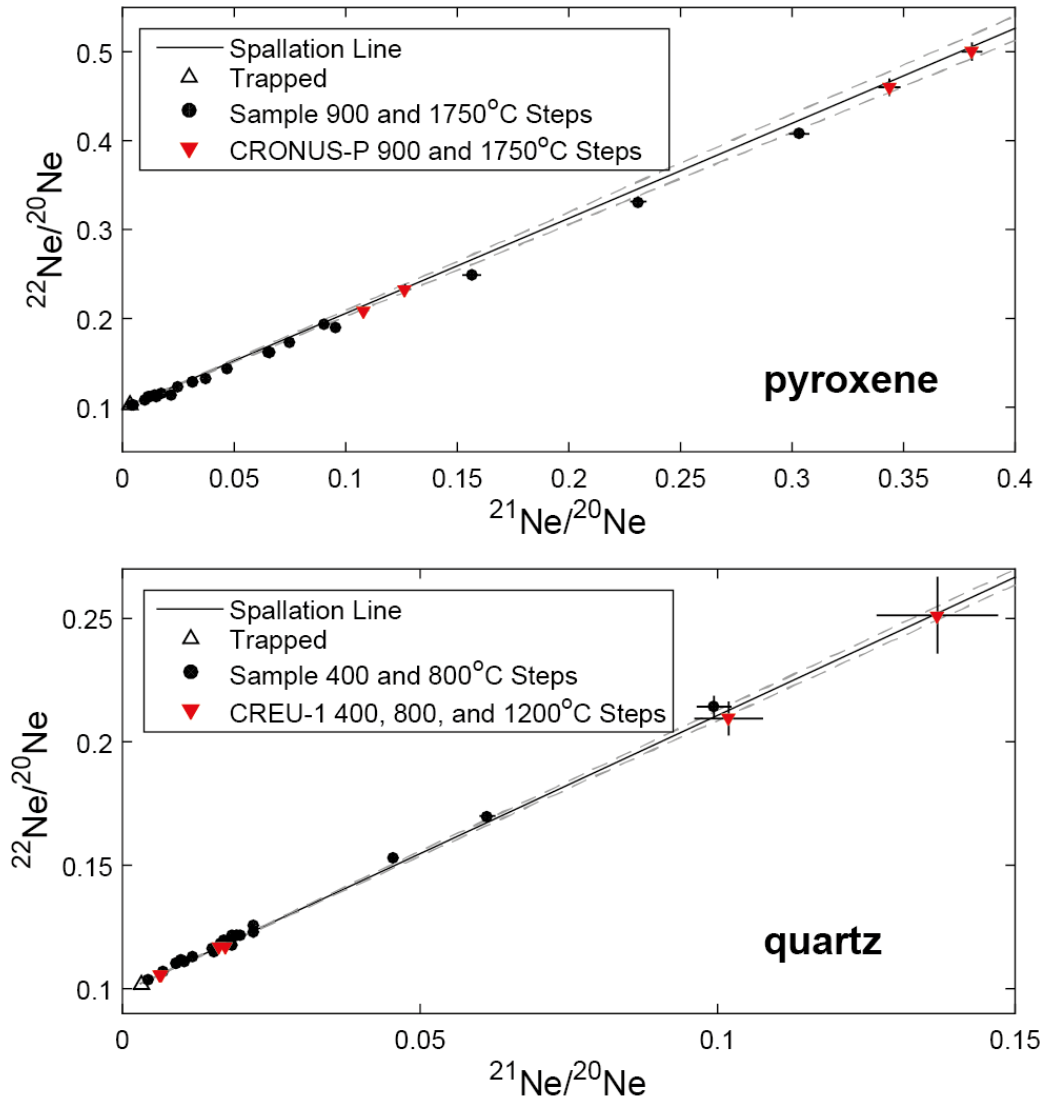 Spallation Line
Trapped
Sample 900 and 1750°C Steps
CRONUS-P 900 and 1750°C Steps
0.5
0.4
0.3
0.2
0.1
²²Ne/²⁰Ne
pyroxene
0 0.05 0.1 0.15 0.2 0.25 0.3 0.35 0.4
²¹Ne/²⁰Ne
Spallation Line
Trapped
Sample 400 and 800°C Steps
CREU-1 400, 800, and 1200°C Steps
0.25
0.2
0.15
0.1
²²Ne/²⁰Ne
quartz
0 0.05 0.1 0.15
²¹Ne/²⁰Ne